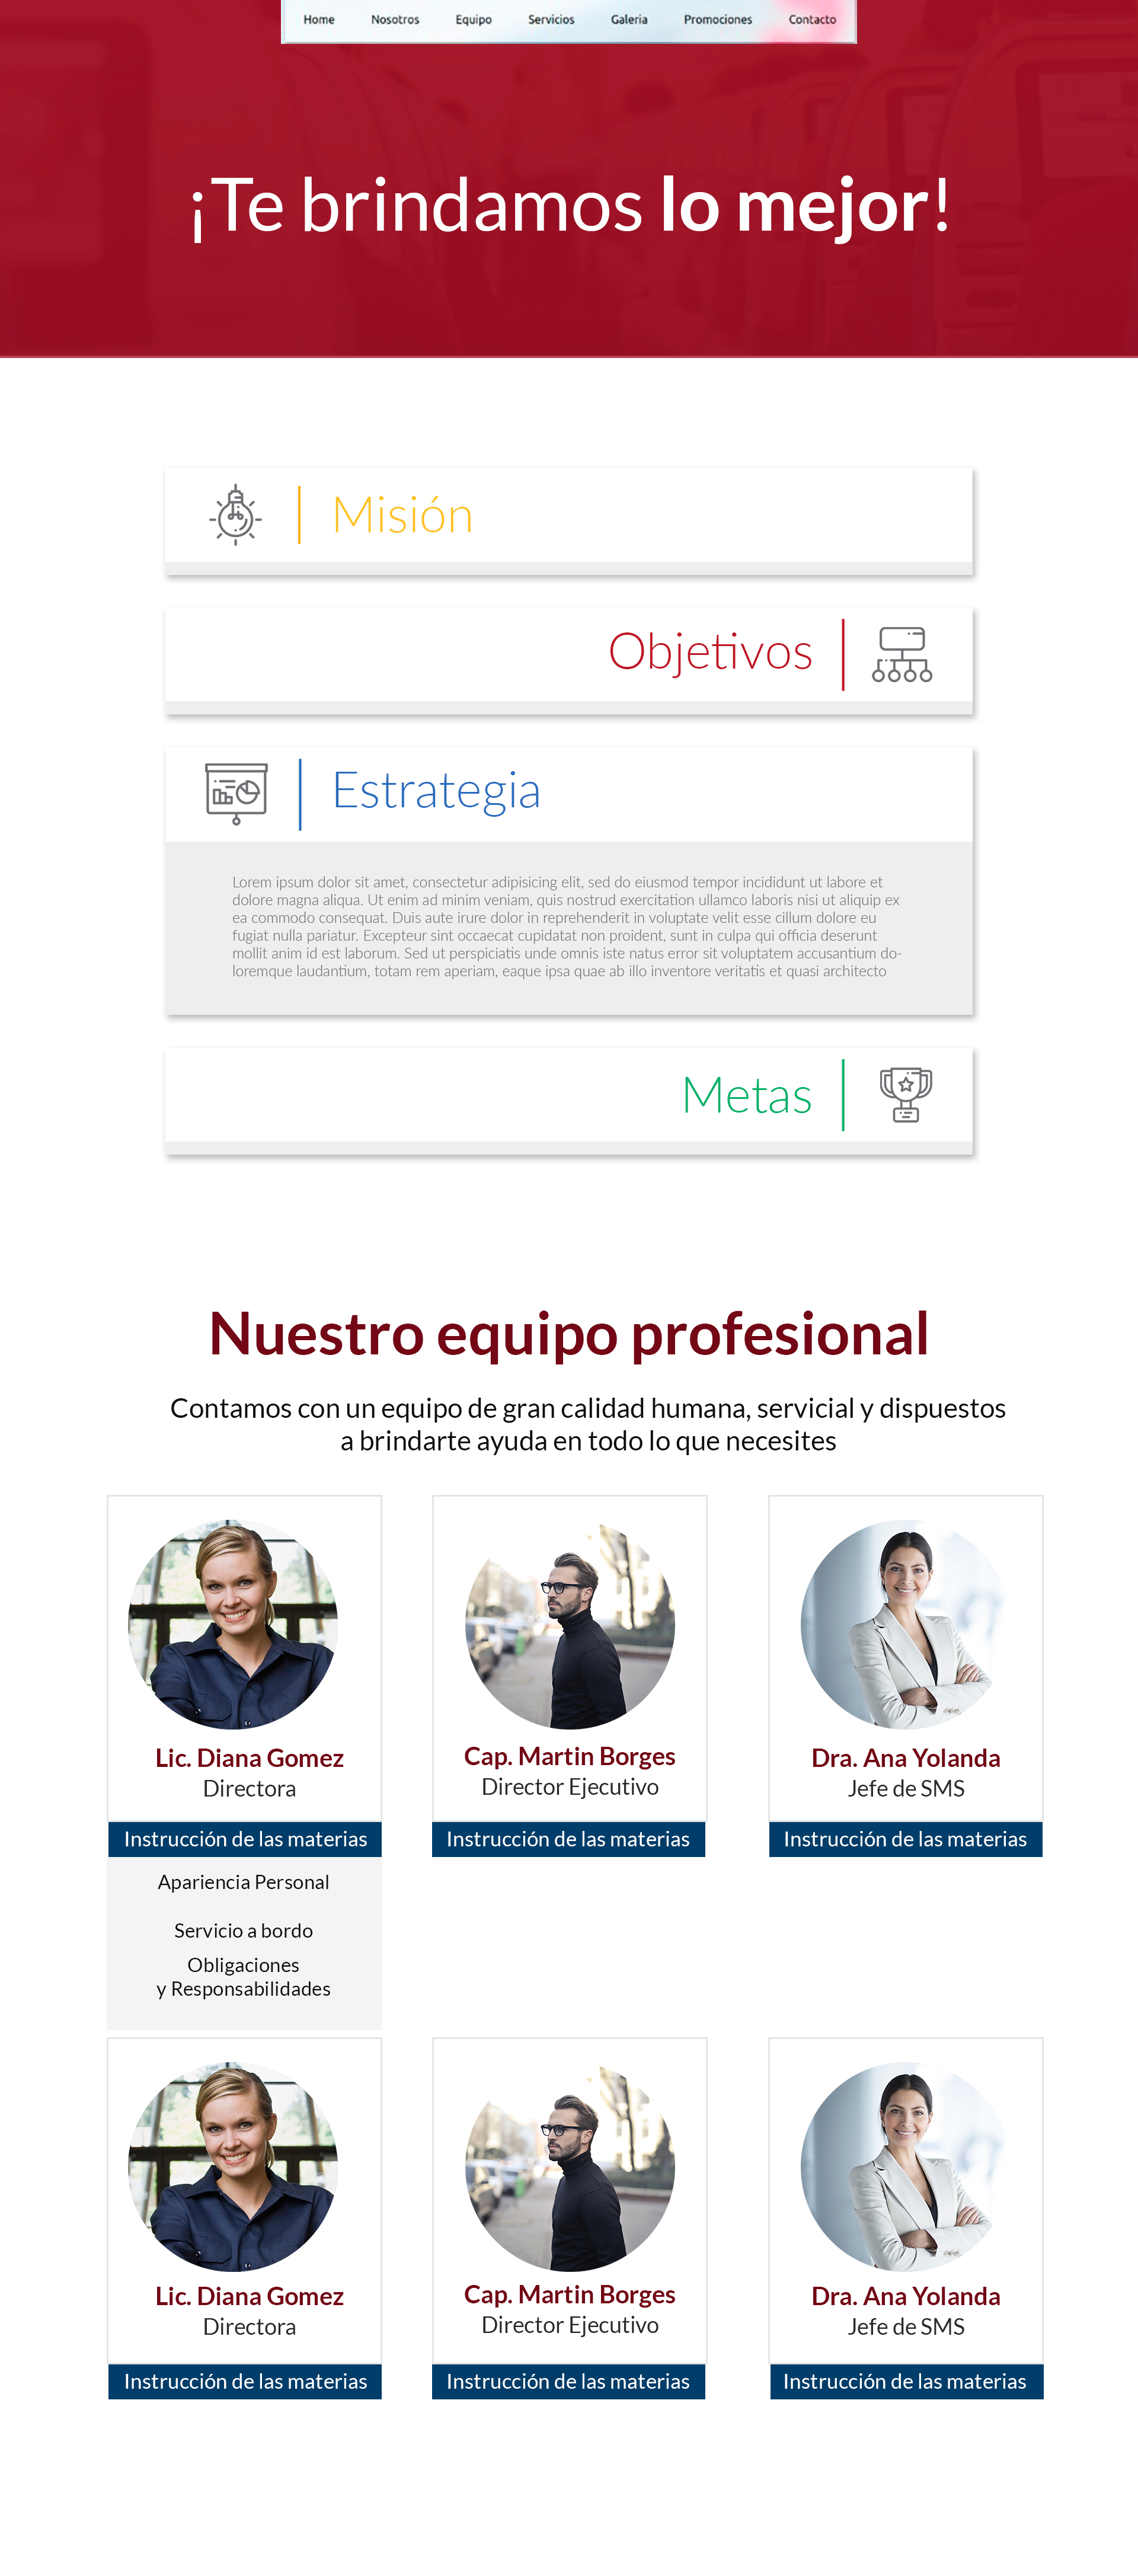 Home Nosotros Equipo Servicios Galeria Promociones Contacto
¡Te brindamos lo mejor!
Misión
Objetivos
Estrategia
Lorem ipsum dolor sit amet, consectetur adipisicing elit, sed do eiusmod tempor incididunt ut labore et
dolore magna aliqua. Ut enim ad minim veniam, quis nostrud exercitation ullamco laboris nisi ut aliquip ex
ea commodo consequat. Duis aute irure dolor in reprehenderit in voluptate velit esse cillum dolore eu
fugiat nulla pariatur. Excepteur sint occaecat cupidatat non proident, sunt in culpa qui officia deserunt
mollit anim id est laborum. Sed ut perspiciatis unde omnis iste natus error sit voluptatem accusantium do-
loremque laudantium, totam rem aperiam, eaque ipsa quae ab illo inventore veritatis et quasi architecto
Metas
Nuestro equipo profesional
Contamos con un equipo de gran calidad humana, servicial y dispuestos
a brindarte ayuda en todo lo que necesites
Lic. Diana Gomez
Directora
Instrucción de las materias
Apariencia Personal
Servicio a bordo
Obligaciones
y Responsabilidades
Cap. Martin Borges
Director Ejecutivo
Instrucción de las materias
Dra. Ana Yolanda
Jefe de SMS
Instrucción de las materias
Lic. Diana Gomez
Directora
Instrucción de las materias
Cap. Martin Borges
Director Ejecutivo
Instrucción de las materias
Dra. Ana Yolanda
Jefe de SMS
Instrucción de las materias